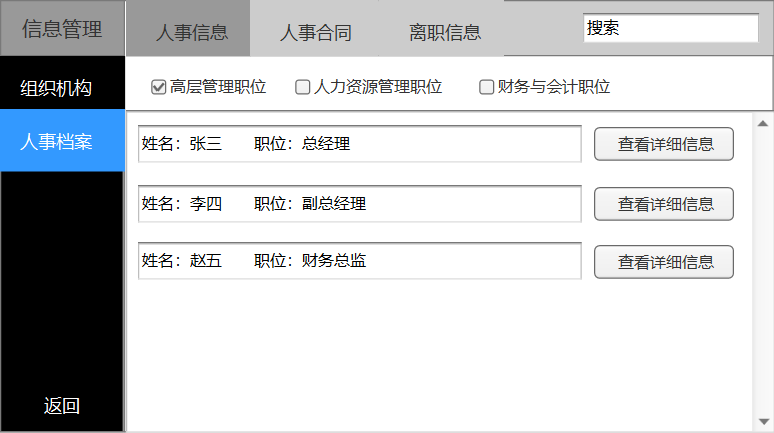 信息管理
人事信息
人事合同
离职信息
搜索
组织机构
人事档案
返回
高层管理职位
人力资源管理职位
财务与会计职位
姓名：张三 职位：总经理
查看详细信息
姓名：李四 职位：副总经理
查看详细信息
姓名：赵五 职位：财务总监
查看详细信息